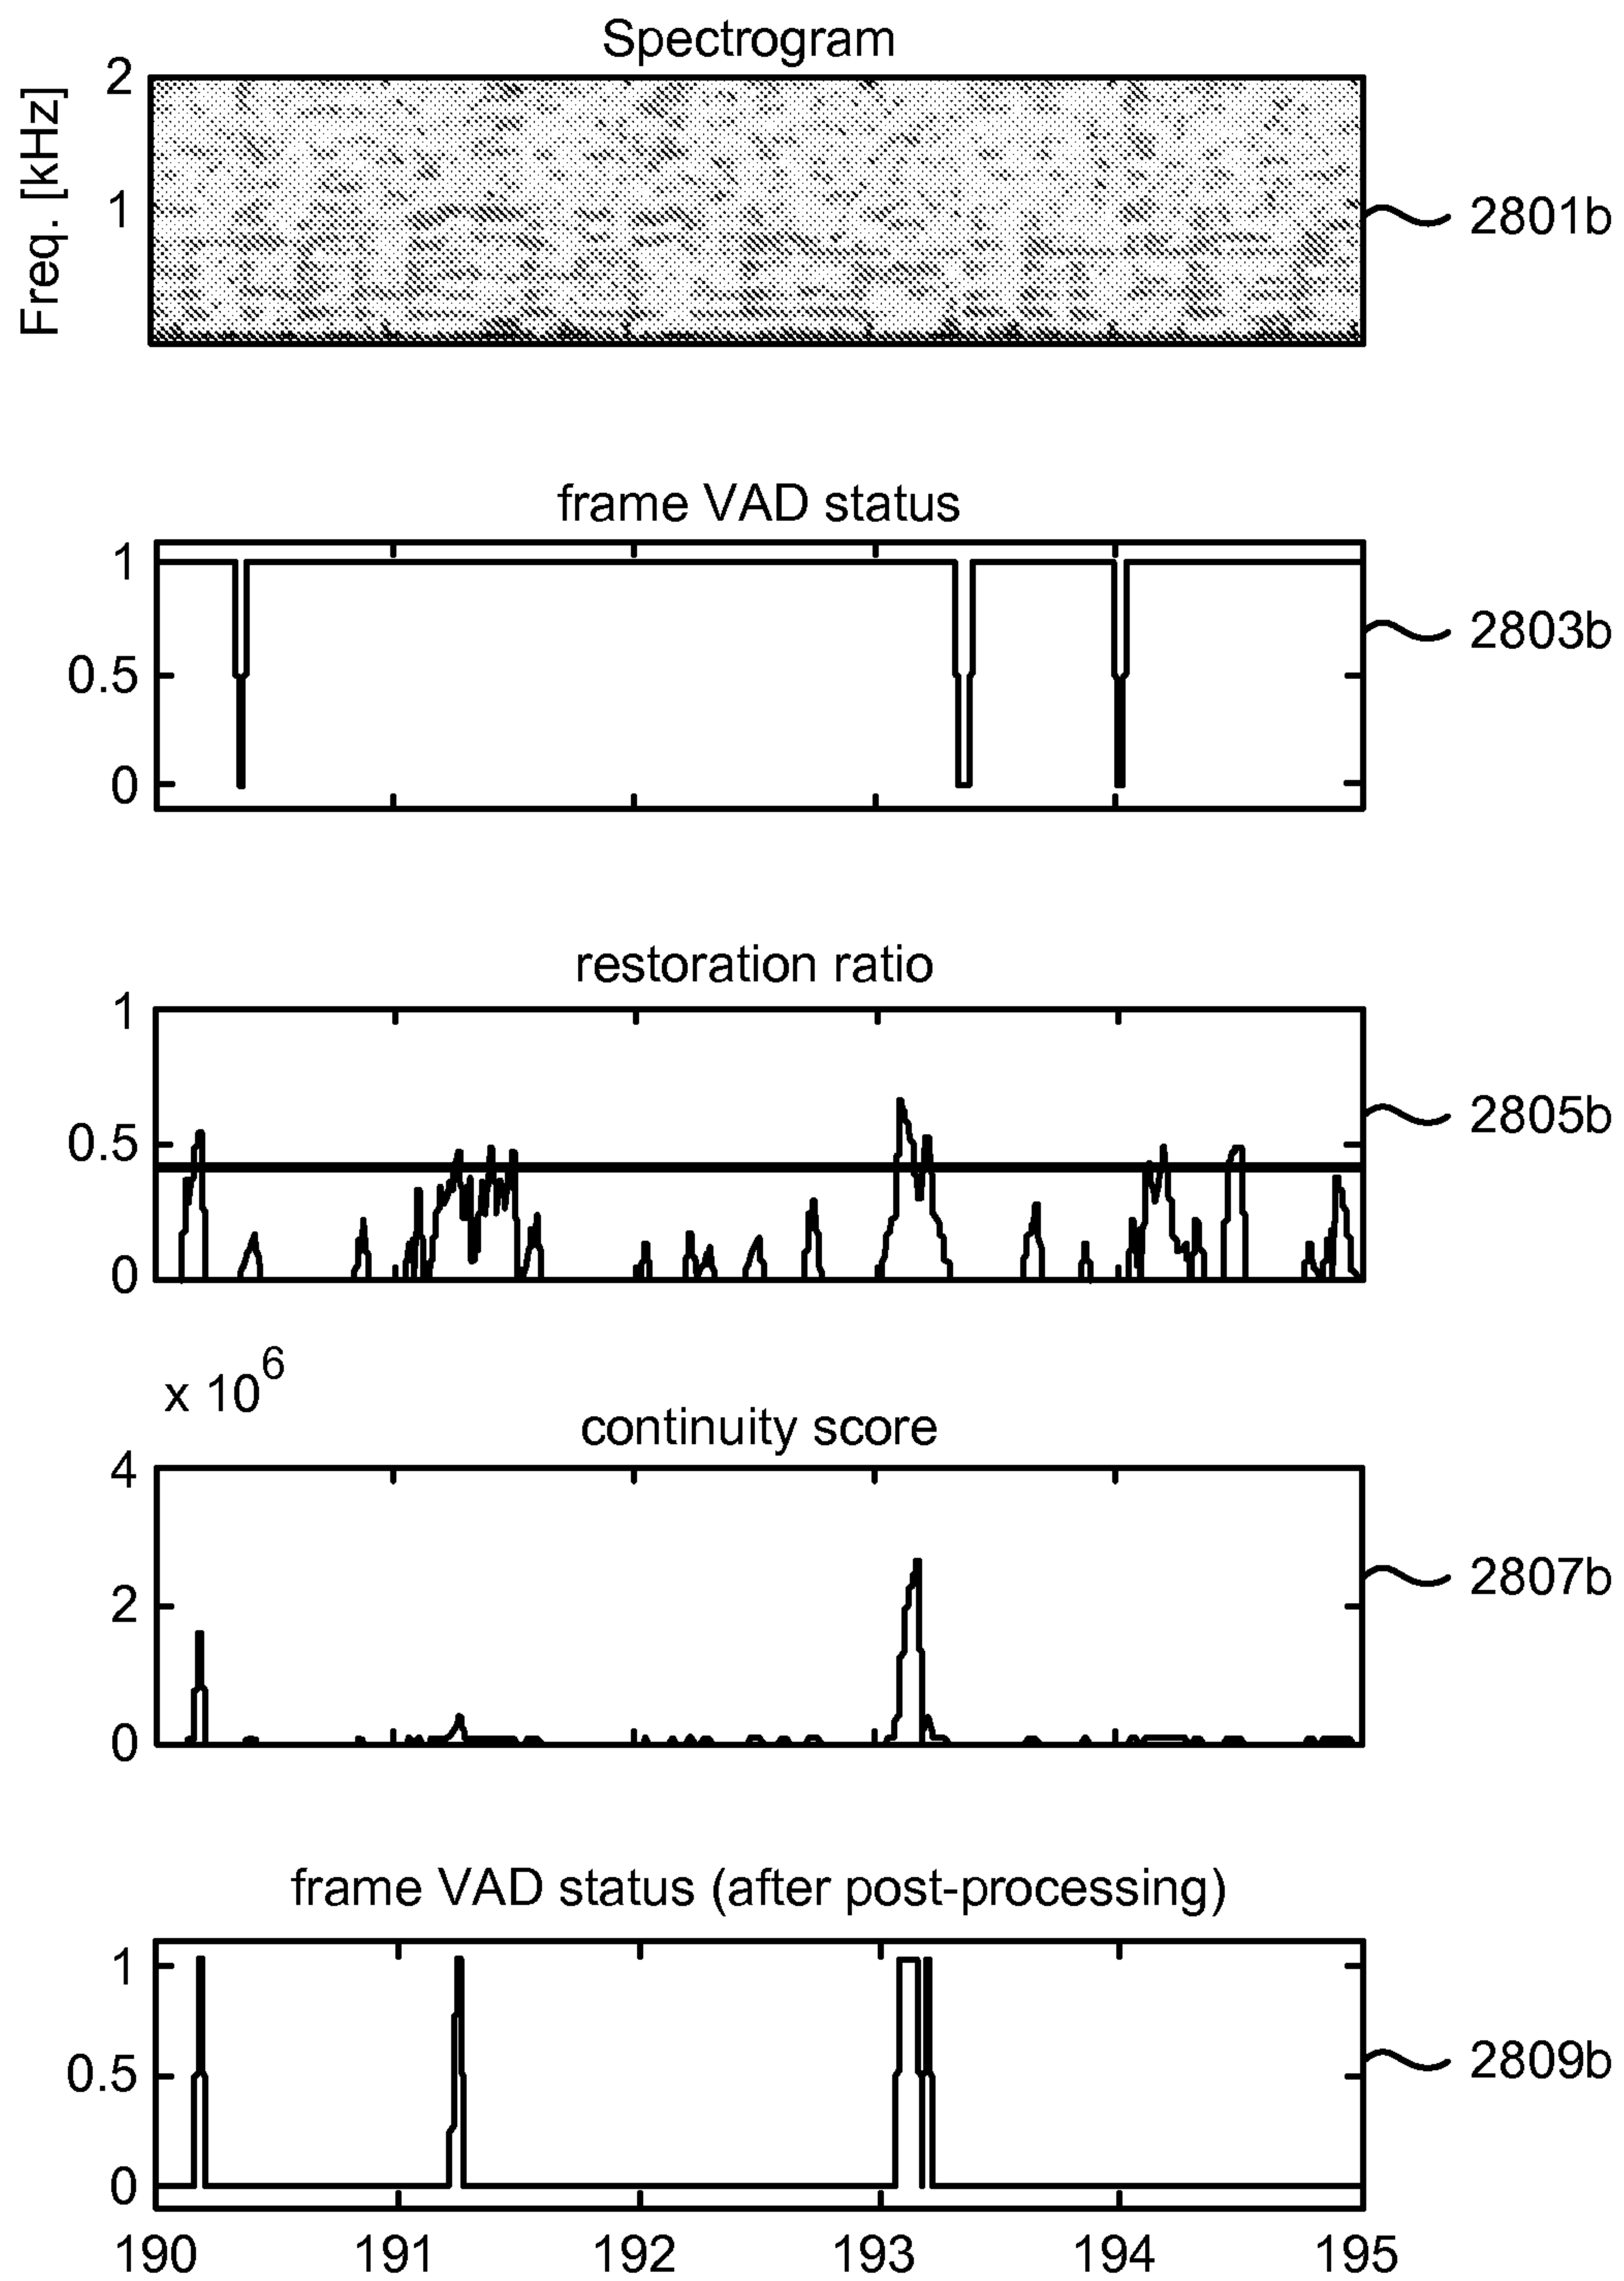 Spectrogram
2
1
Freq. [kHz]
2801b
frame VAD status
1
0.5
0
2803b
restoration ratio
1
0.5
0
2805b
x 10^6
continuity score
4
2
0
2807b
frame VAD status (after post-processing)
1
0.5
0
2809b
190 191 192 193 194 195